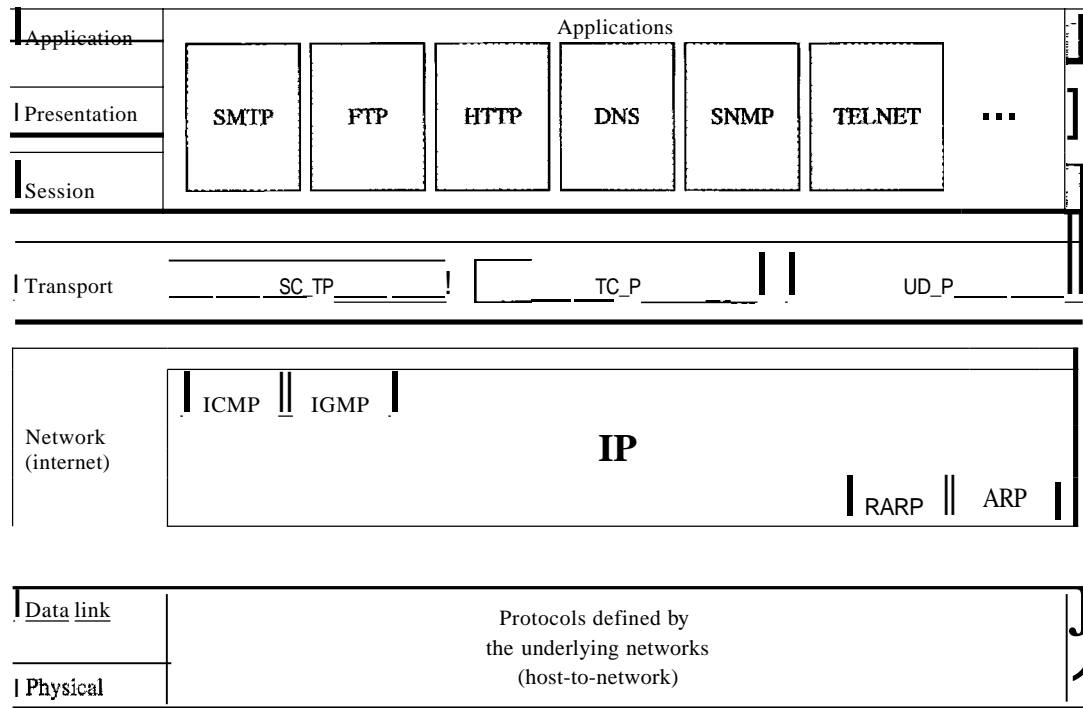 Applications
Application
Presentation
SMTP FTP HTTP DNS SNMP TELNET ...
Session
Transport
SC_TP TC_P UD_P
ICMP IGMP
Network
(internet)
IP
RARP ARP
Data link
Protocols defined by
the underlying networks
(host-to-network)
Physical